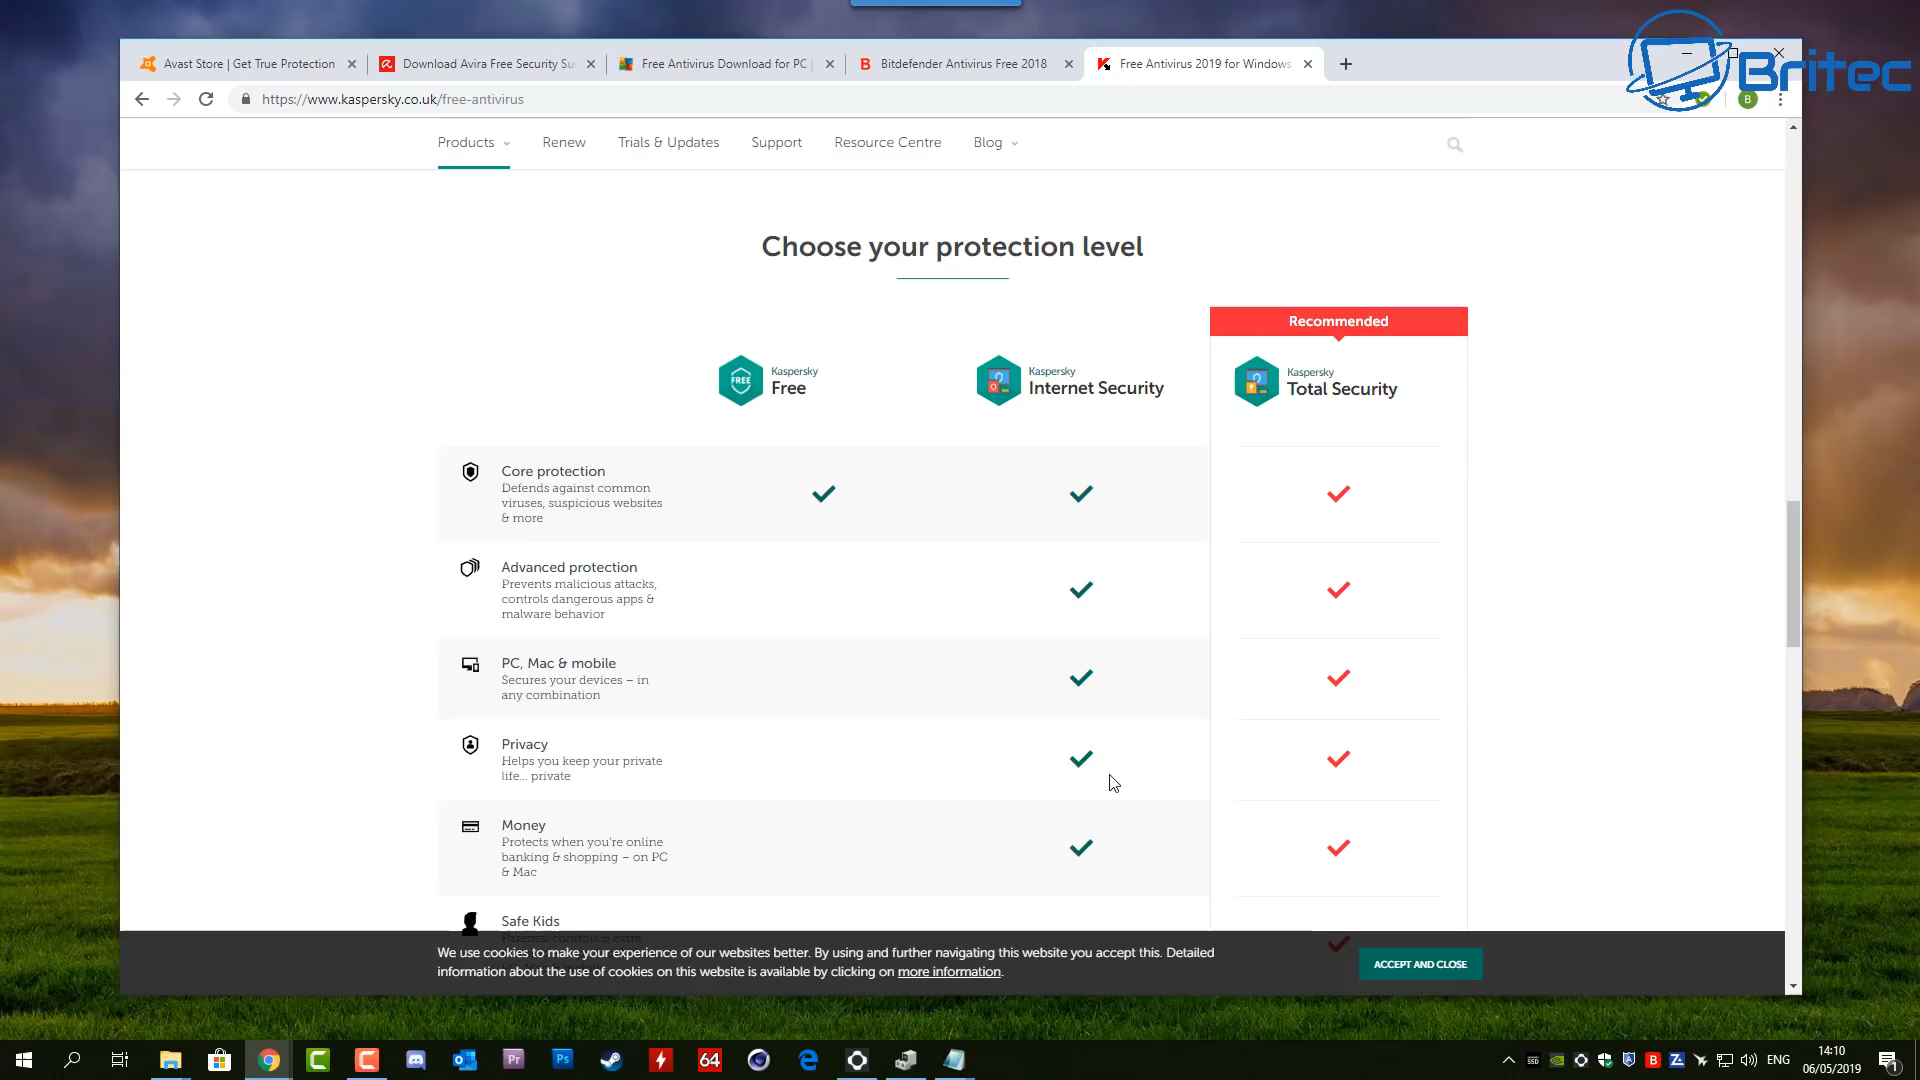 Britec
Avast Store | Get True Protection
Download Avira Free Security Su
Free Antivirus Download for PC |
Bitdefender Antivirus Free 2018
Free Antivirus 2019 for Windows
https://www.kaspersky.co.uk/free-antivirus
B
Products
Renew
Trials & Updates
Support
Resource Centre
Blog
Choose your protection level
Recommended
FREE
Kaspersky
Free
Kaspersky
Internet Security
Kaspersky
Total Security
Core protection
Defends against common
viruses, suspicious websites
& more
Advanced protection
Prevents malicious attacks,
controls dangerous apps &
malware behavior
PC, Mac & mobile
Secures your devices – in
any combination
Privacy
Helps you keep your private
life... private
Money
Protects when you're online
banking & shopping – on PC
& Mac
Safe Kids
We use cookies to make your experience of our websites better. By using and further navigating this website you accept this. Detailed
information about the use of cookies on this website is available by clicking on more information.
ACCEPT AND CLOSE
Pr
Ps
64
SSD
B
Z
ENG
14:10
06/05/2019
1